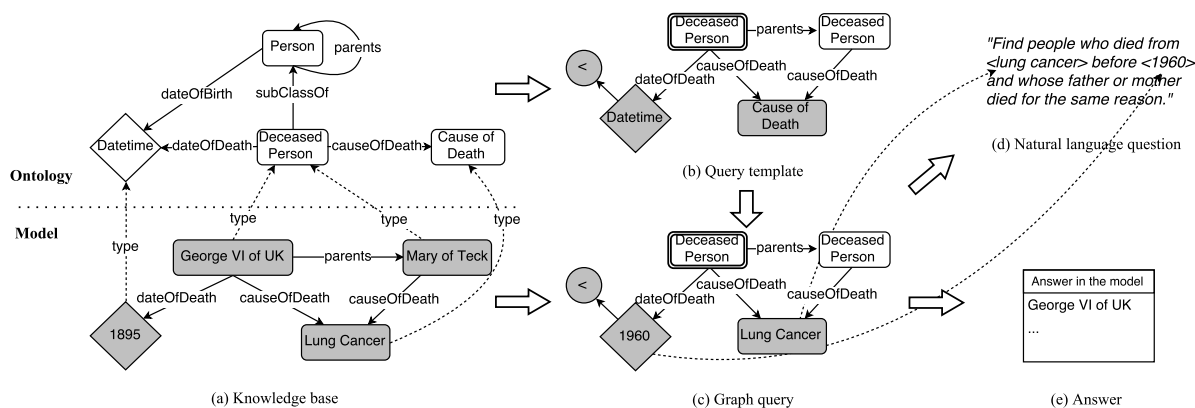 Person
parents
dateOfBirth
subClassOf
Datetime
dateOfDeath
Deceased
Person
causeOfDeath
Cause of
Death
Ontology
type
type
type
type
Model
George VI of UK
parents
Mary of Teck
dateOfDeath
causeOfDeath
causeOfDeath
1895
Lung Cancer
(a) Knowledge base
Deceased
Person
parents
Deceased
Person
<
dateOfDeath
causeOfDeath
causeOfDeath
Datetime
Cause of
Death
(b) Query template
Deceased
Person
parents
Deceased
Person
<
dateOfDeath
causeOfDeath
causeOfDeath
1960
Lung Cancer
(c) Graph query
"Find people who died from
<lung cancer> before <1960>
and whose father or mother
died for the same reason."
(d) Natural language question
Answer in the model
George VI of UK
...
(e) Answer